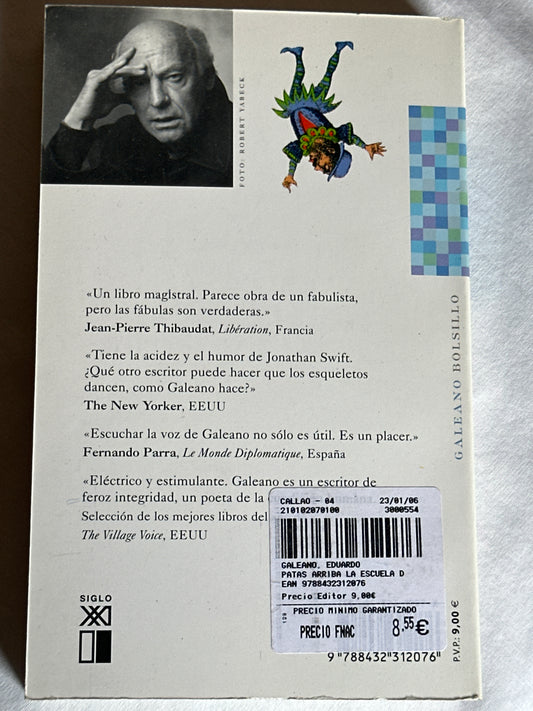 FOTO: ROBERT YABECK
«Un libro magIstral. Parece obra de un fabulista,
pero las fábulas son verdaderas.»
Jean-Pierre Thibaudat, Libération, Francia
«Tiene la acidez y el humor de Jonathan Swift.
¿Qué otro escritor puede hacer que los esqueletos
dancen, como Galeano hace?»
The New Yorker, EEUU
«Escuchar la voz de Galeano no sólo es útil. Es un placer.»
Fernando Parra, Le Monde Diplomatique, España
«Eléctrico y estimulante. Galeano es un escritor de
feroz integridad, un poeta de la
Selección de los mejores libros del
The Village Voice, EEUU
GALEANO BOLSILLO
CALLAO - 04 23/01/06
210102070100 3000554
GALEANO, EDUARDO
PATAS ARRIBA LA ESCUELA D
EAN 9788432312076
Precio Editor 9,00€
PRECIO MINIMO GARANTIZADO
PRECIO FNAC 8,55€
SIGLO
XXI
9 788432 312076
P.V.P.: 9,00 €